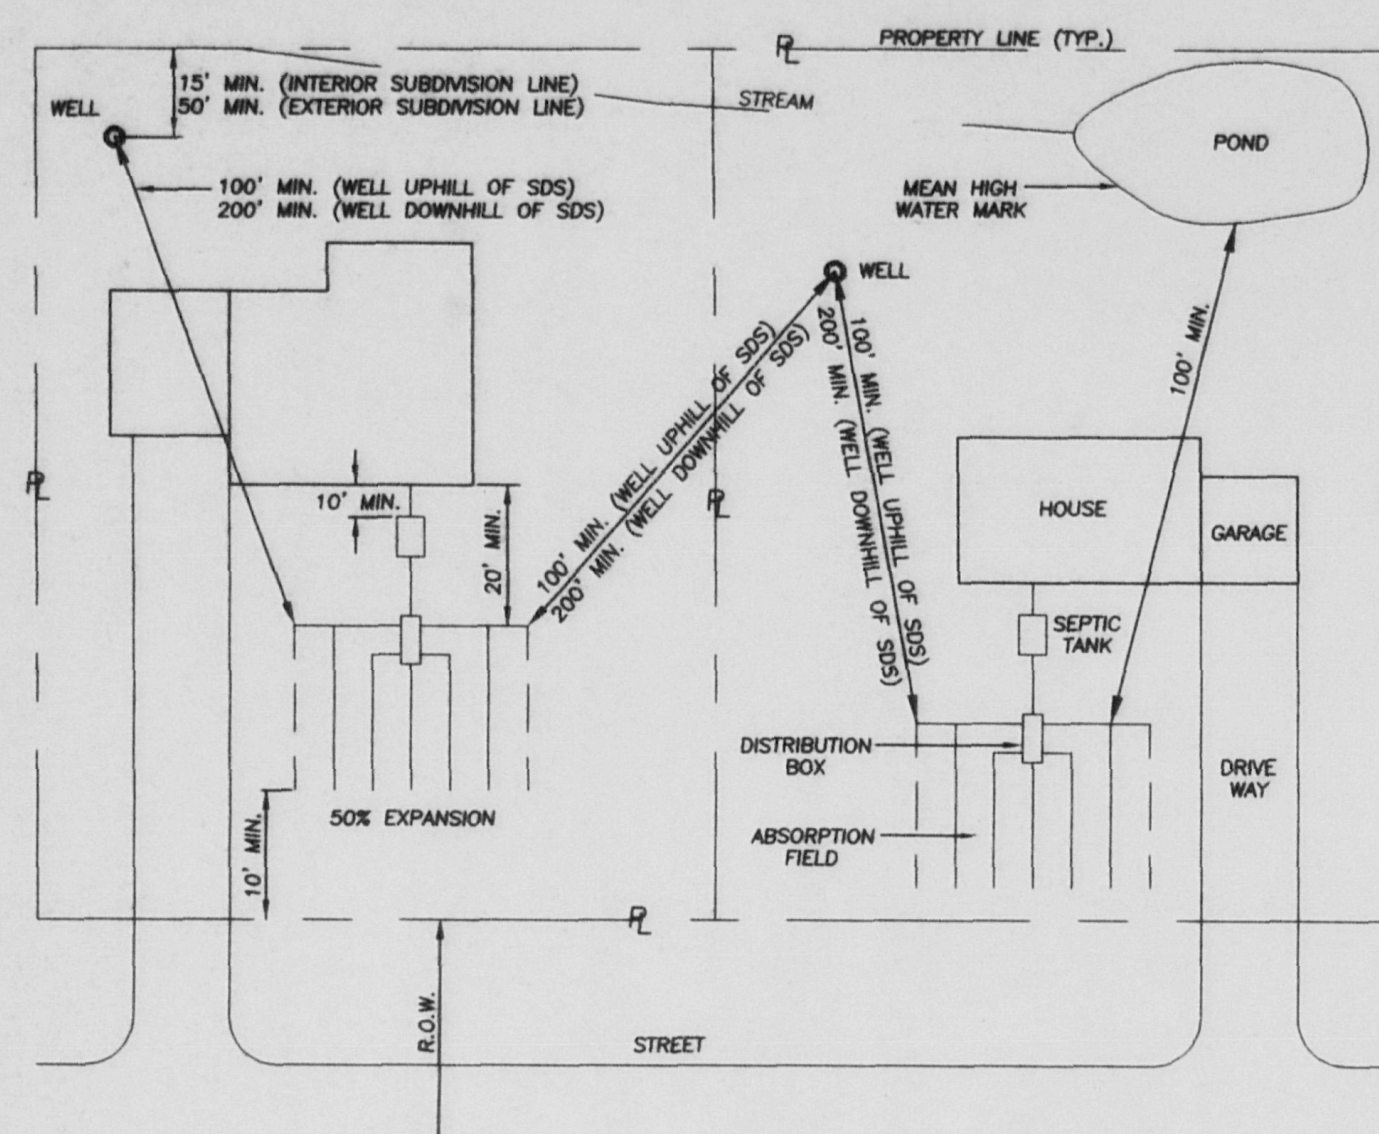 PL
PROPERTY LINE (TYP.)
15' MIN. (INTERIOR SUBDIVISION LINE)
50' MIN. (EXTERIOR SUBDIVISION LINE)
WELL
STREAM
POND
100' MIN. (WELL UPHILL OF SDS)
200' MIN. (WELL DOWNHILL OF SDS)
MEAN HIGH
WATER MARK
WELL
100' MIN. (WELL UPHILL OF SDS)
200' MIN. (WELL DOWNHILL OF SDS)
100' MIN. (WELL UPHILL OF SDS)
200' MIN. (WELL DOWNHILL OF SDS)
100' MIN.
PL
10' MIN.
20' MIN.
PL
HOUSE
GARAGE
SEPTIC
TANK
DISTRIBUTION
BOX
DRIVE
WAY
50% EXPANSION
ABSORPTION
FIELD
10' MIN.
PL
R.O.W.
STREET